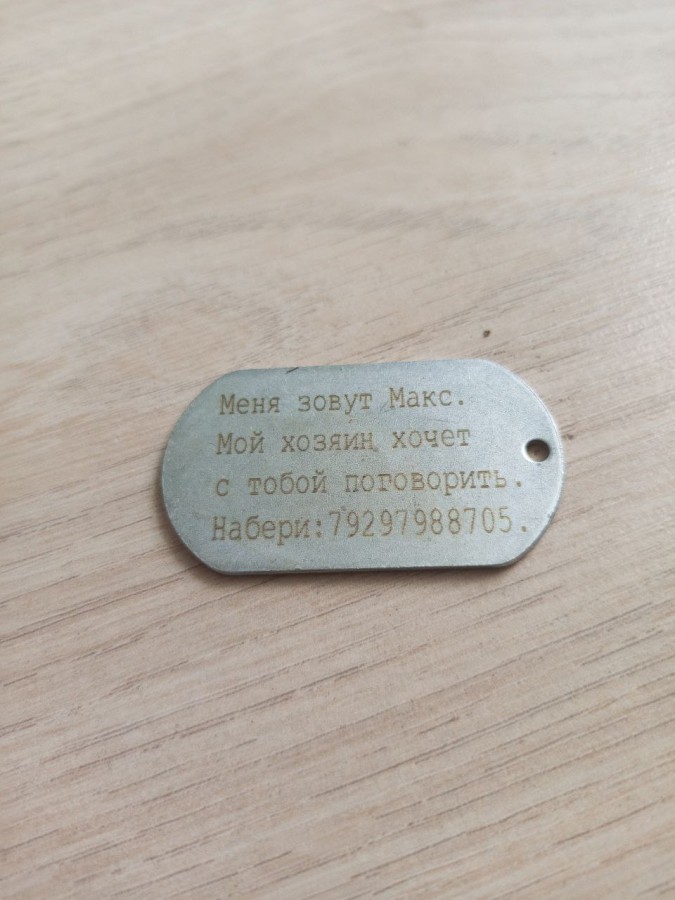 Меня зовут Макс.
Мой хозяин хочет
с тобой поговорить.
Набери:79297988705.